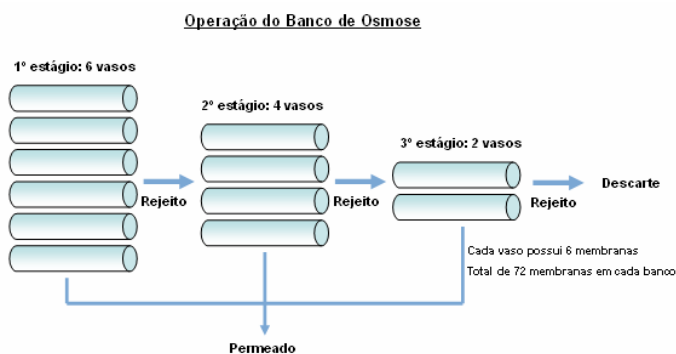 Operação do Banco de Osmose
1º estágio: 6 vasos
2º estágio: 4 vasos
3º estágio: 2 vasos
Rejeito
Rejeito
Rejeito
Descarte
Cada vaso possui 6 membranas
Total de 72 membranas em cada banco
Permeado